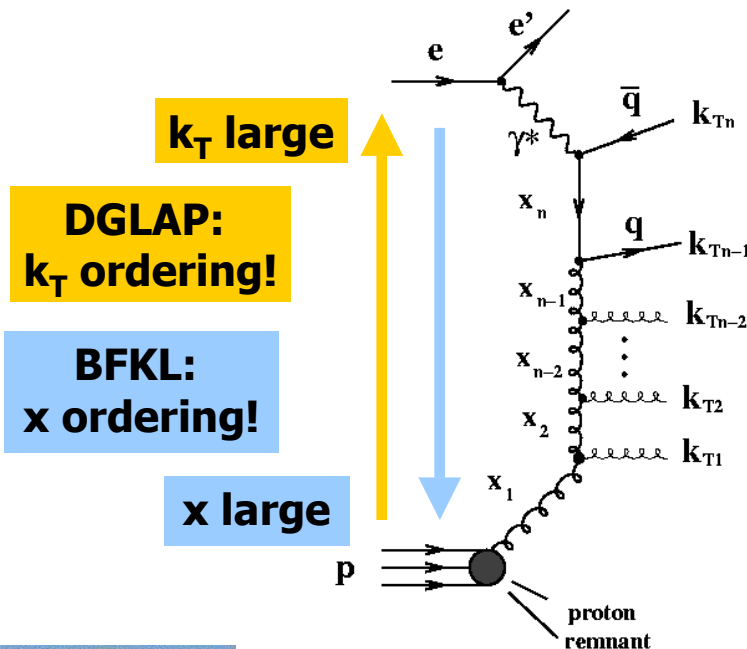 e
e'
k_T large
γ*
q̄
k_Tn
DGLAP:
k_T ordering!
x_n
q
k_Tn−1
x_n−1
k_Tn−2
BFKL:
x ordering!
x_n−2
x_2
k_T2
k_T1
x large
x_1
p
proton
remnant